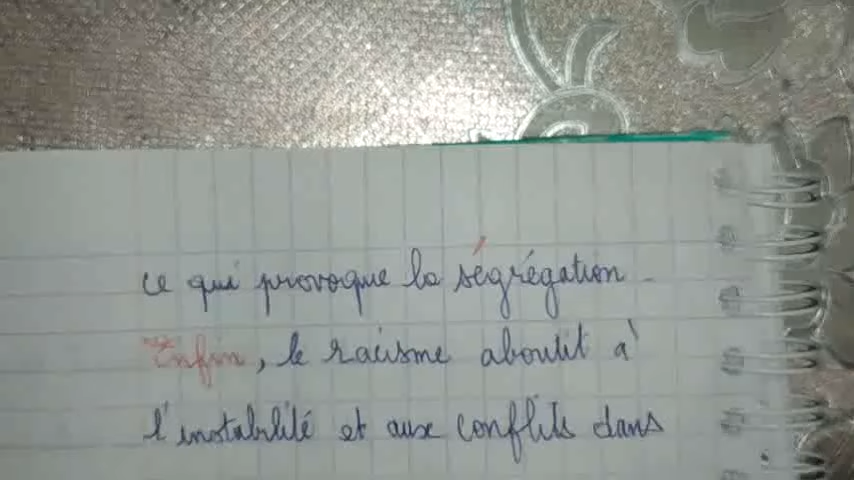 ce qui provoque la ségrégation.
Enfin, le racisme aboutit à
l'instabilité et aux conflits dans